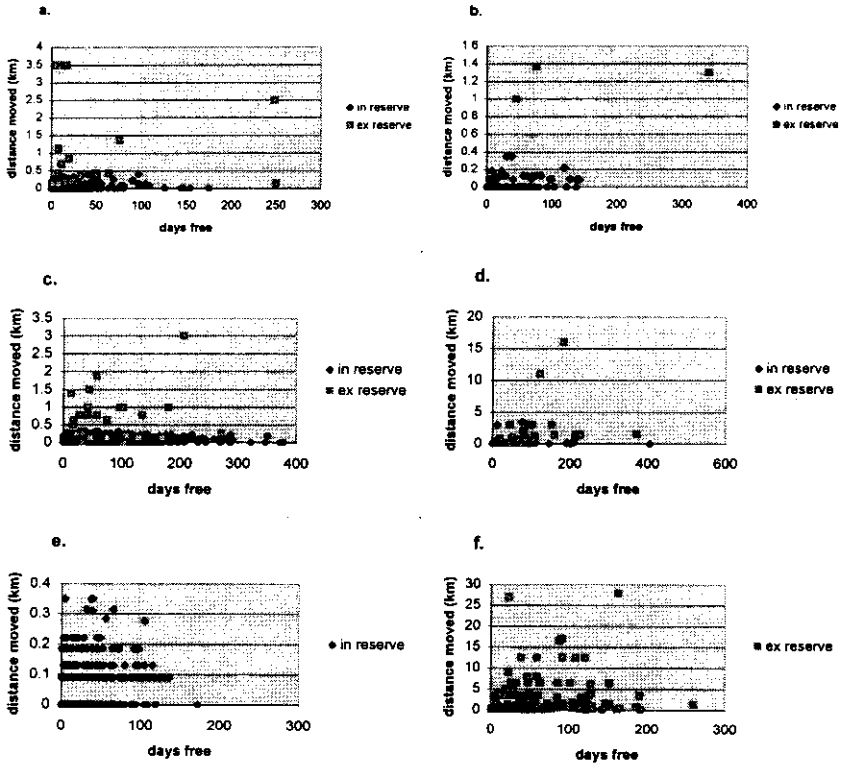 a.
distance moved (km)
4
3.5
3
2.5
2
1.5
1
0.5
0
0 50 100 150 200 250 300
days free
in reserve
ex reserve
b.
distance moved (km)
1.6
1.4
1.2
1
0.8
0.6
0.4
0.2
0
0 100 200 300 400
days free
in reserve
ex reserve
c.
distance moved (km)
3.5
3
2.5
2
1.5
1
0.5
0
0 100 200 300 400
days free
in reserve
ex reserve
d.
distance moved (km)
20
15
10
5
0
0 200 400 600
days free
in reserve
ex reserve
e.
distance moved (km)
0.4
0.3
0.2
0.1
0
0 100 200 300
days free
in reserve
f.
distance moved (km)
30
25
20
15
10
5
0
0 100 200 300
days free
ex reserve